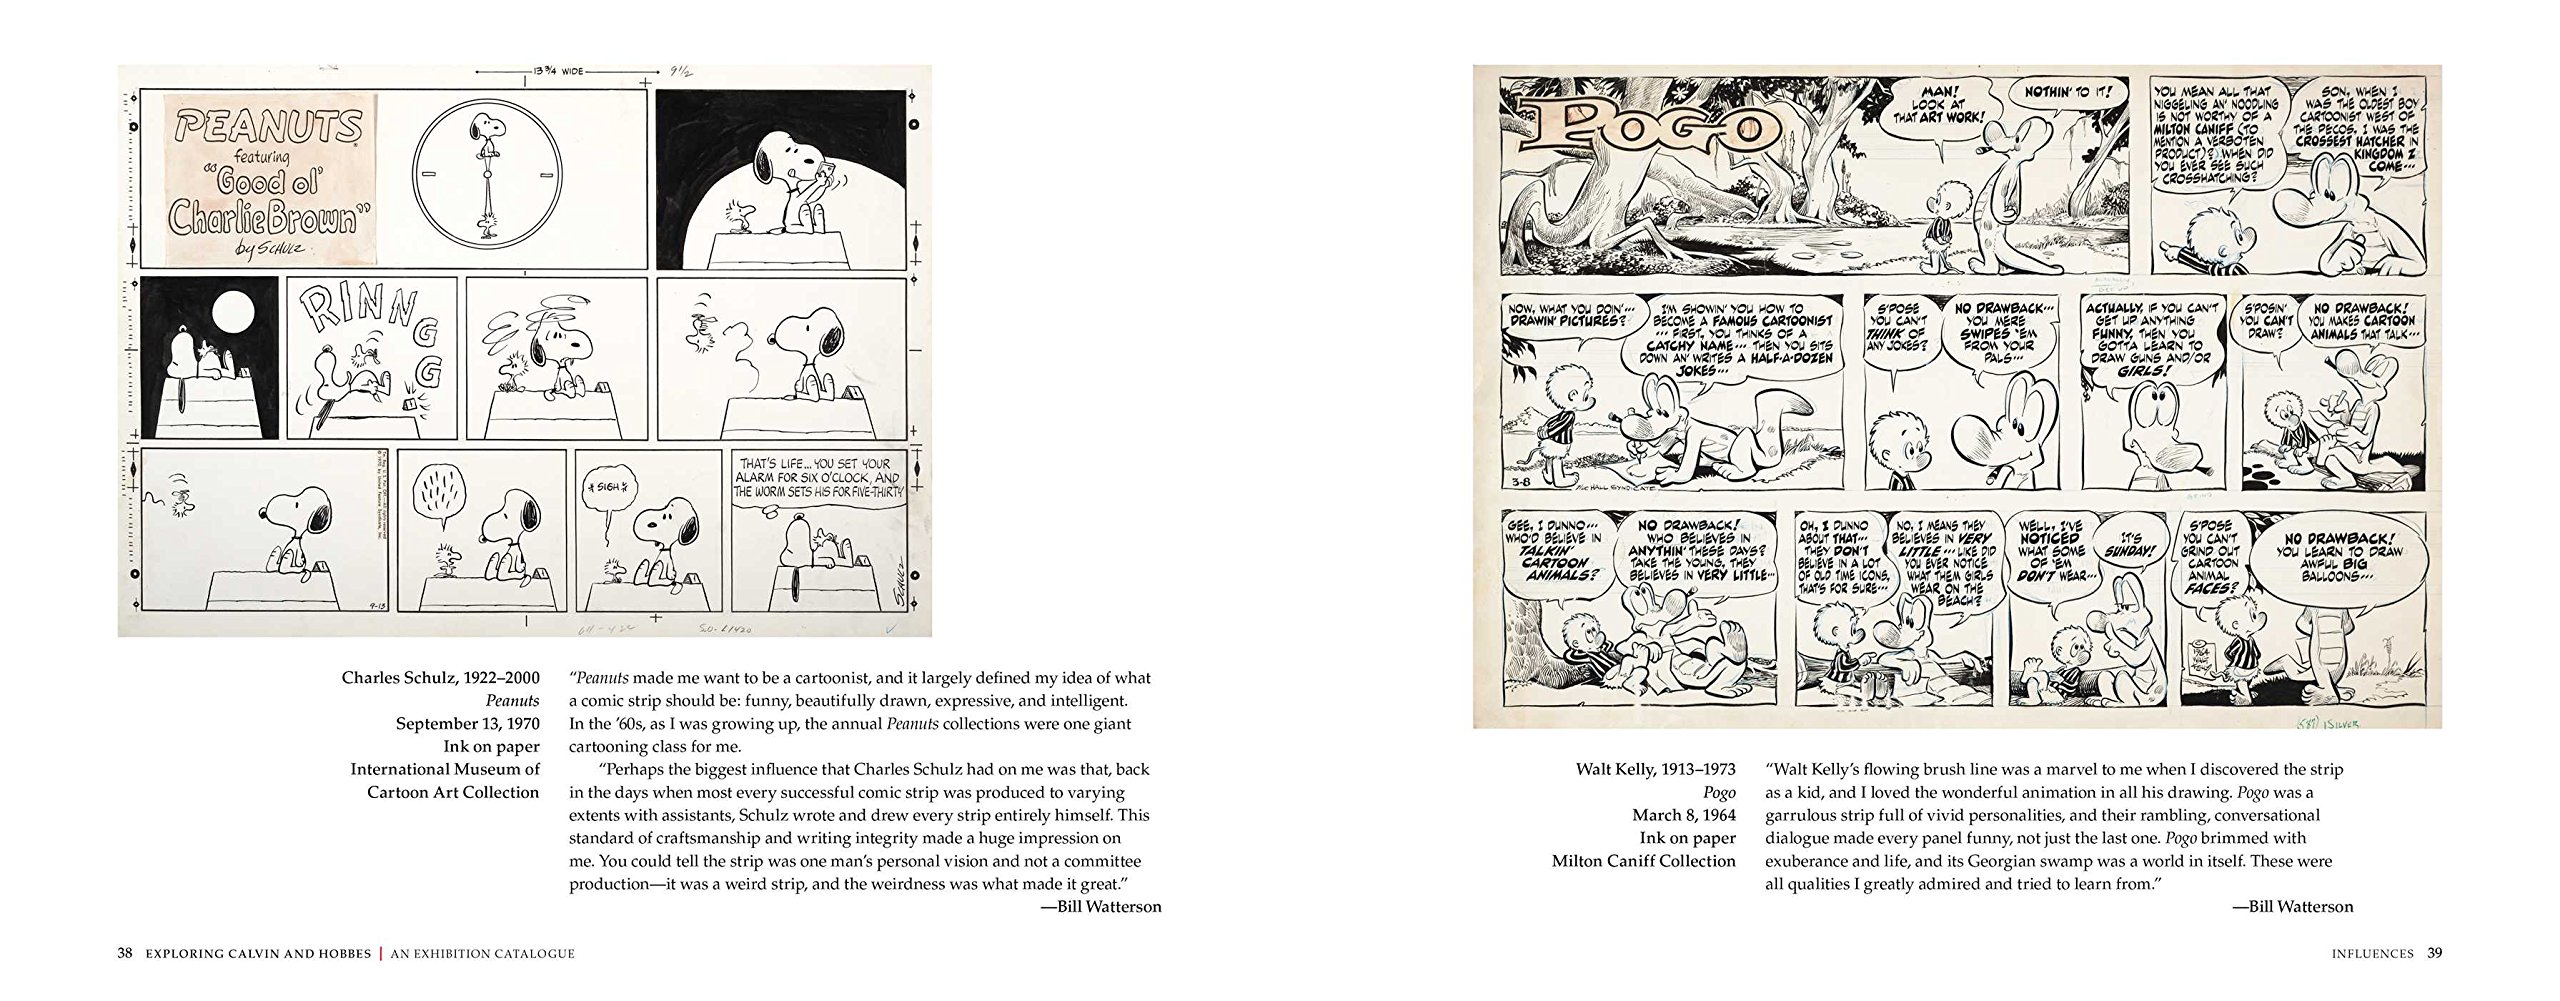 13 3/4 WIDE
9 1/2
PEANUTS
featuring
"Good ol'
Charlie Brown"
by SCHULZ
RINNGGG
9-13
*SIGH*
THAT'S LIFE... YOU SET YOUR
ALARM FOR SIX O'CLOCK, AND
THE WORM SETS HIS FOR FIVE-THIRTY
SCHULZ
Charles Schulz, 1922–2000
Peanuts
September 13, 1970
Ink on paper
International Museum of
Cartoon Art Collection
“Peanuts made me want to be a cartoonist, and it largely defined my idea of what
a comic strip should be: funny, beautifully drawn, expressive, and intelligent.
In the ’60s, as I was growing up, the annual Peanuts collections were one giant
cartooning class for me.
“Perhaps the biggest influence that Charles Schulz had on me was that, back
in the days when most every successful comic strip was produced to varying
extents with assistants, Schulz wrote and drew every strip entirely himself. This
standard of craftsmanship and writing integrity made a huge impression on
me. You could tell the strip was one man’s personal vision and not a committee
production—it was a weird strip, and the weirdness was what made it great.”
—Bill Watterson
38 EXPLORING CALVIN AND HOBBES | AN EXHIBITION CATALOGUE
POGO
MAN!
LOOK AT
THAT ART WORK!
NOTHIN' TO IT!
YOU MEAN ALL THAT
NIGGELING AN' NOODLING
IS NOT WORTHY OF A
MILTON CANIFF (TO
MENTION A VERBOTEN
PRODUCT)? WHEN DID
YOU EVER SEE SUCH
CROSSHATCHING?
SON, WHEN I
WAS THE OLDEST BOY
CARTOONIST WEST OF
THE PECOS, I WAS THE
CROSSEST HATCHER IN
KINGDOM I
COME...
NOW, WHAT YOU DOIN'...
DRAWIN' PICTURES?
I'M SHOWIN' YOU HOW TO
BECOME A FAMOUS CARTOONIST
... FIRST, YOU THINKS OF A
CATCHY NAME... THEN YOU SITS
DOWN AN' WRITES A HALF-A-DOZEN
JOKES...
3-8
HALL SYNDICATE
S'POSE
YOU CAN'T
THINK OF
ANY JOKES?
NO DRAWBACK...
YOU MERE
SWIPES 'EM
FROM YOUR
PALS...
ACTUALLY, IF YOU CAN'T
GET UP ANYTHING
FUNNY, THEN YOU
GOTTA LEARN TO
DRAW GUNS AND/OR
GIRLS!
S'POSIN'
YOU CAN'T
DRAW?
NO DRAWBACK!
YOU MAKES CARTOON
ANIMALS THAT TALK...
GEE, I DUNNO...
WHO'D BELIEVE IN
TALKIN'
CARTOON
ANIMALS?
NO DRAWBACK!
WHO BELIEVES IN
ANYTHIN' THESE DAYS?
TAKE THE YOUNG, THEY
BELIEVES IN VERY LITTLE...
OH, I DUNNO
ABOUT THAT...
THEY DON'T
BELIEVE IN A LOT
OF OLD TIME ICONS,
THAT'S FOR SURE...
NO, I MEANS THEY
BELIEVES IN VERY
LITTLE... LIKE DID
YOU EVER NOTICE
WHAT THEM GIRLS
WEAR ON THE
BEACH?
WELL, I'VE
NOTICED
WHAT SOME
OF 'EM
DON'T WEAR...
IT'S
SUNDAY!
S'POSE
YOU CAN'T
GRIND OUT
CARTOON
ANIMAL
FACES?
NO DRAWBACK!
YOU LEARN TO DRAW
AWFUL BIG
BALLOONS...
Walt Kelly, 1913–1973
Pogo
March 8, 1964
Ink on paper
Milton Caniff Collection
“Walt Kelly’s flowing brush line was a marvel to me when I discovered the strip
as a kid, and I loved the wonderful animation in all his drawing. Pogo was a
garrulous strip full of vivid personalities, and their rambling, conversational
dialogue made every panel funny, not just the last one. Pogo brimmed with
exuberance and life, and its Georgian swamp was a world in itself. These were
all qualities I greatly admired and tried to learn from.”
—Bill Watterson
INFLUENCES 39